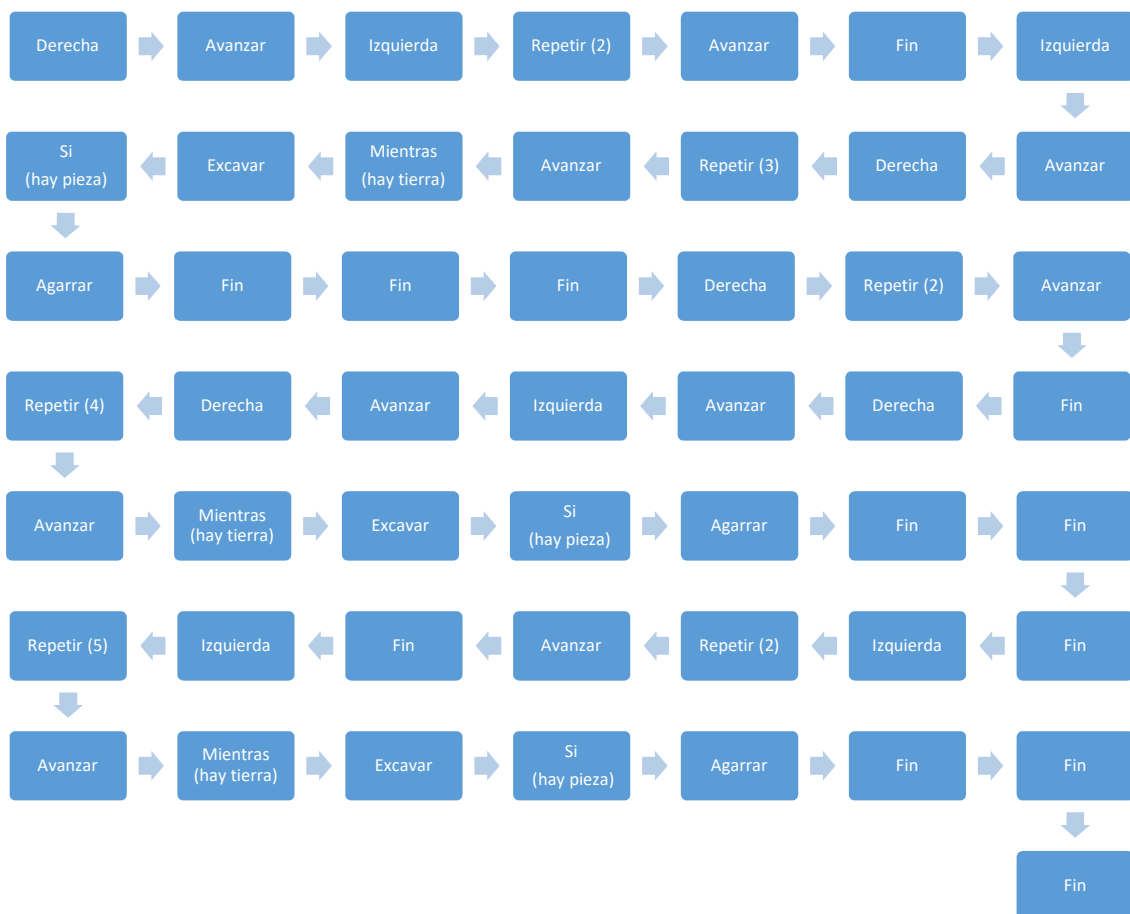 Derecha
Avanzar
Izquierda
Repetir (2)
Avanzar
Fin
Izquierda
Avanzar
Derecha
Repetir (3)
Avanzar
Mientras
(hay tierra)
Excavar
Si
(hay pieza)
Agarrar
Fin
Fin
Fin
Derecha
Repetir (2)
Avanzar
Fin
Derecha
Avanzar
Izquierda
Avanzar
Derecha
Repetir (4)
Avanzar
Mientras
(hay tierra)
Excavar
Si
(hay pieza)
Agarrar
Fin
Fin
Fin
Izquierda
Repetir (2)
Avanzar
Fin
Izquierda
Repetir (5)
Avanzar
Mientras
(hay tierra)
Excavar
Si
(hay pieza)
Agarrar
Fin
Fin
Fin